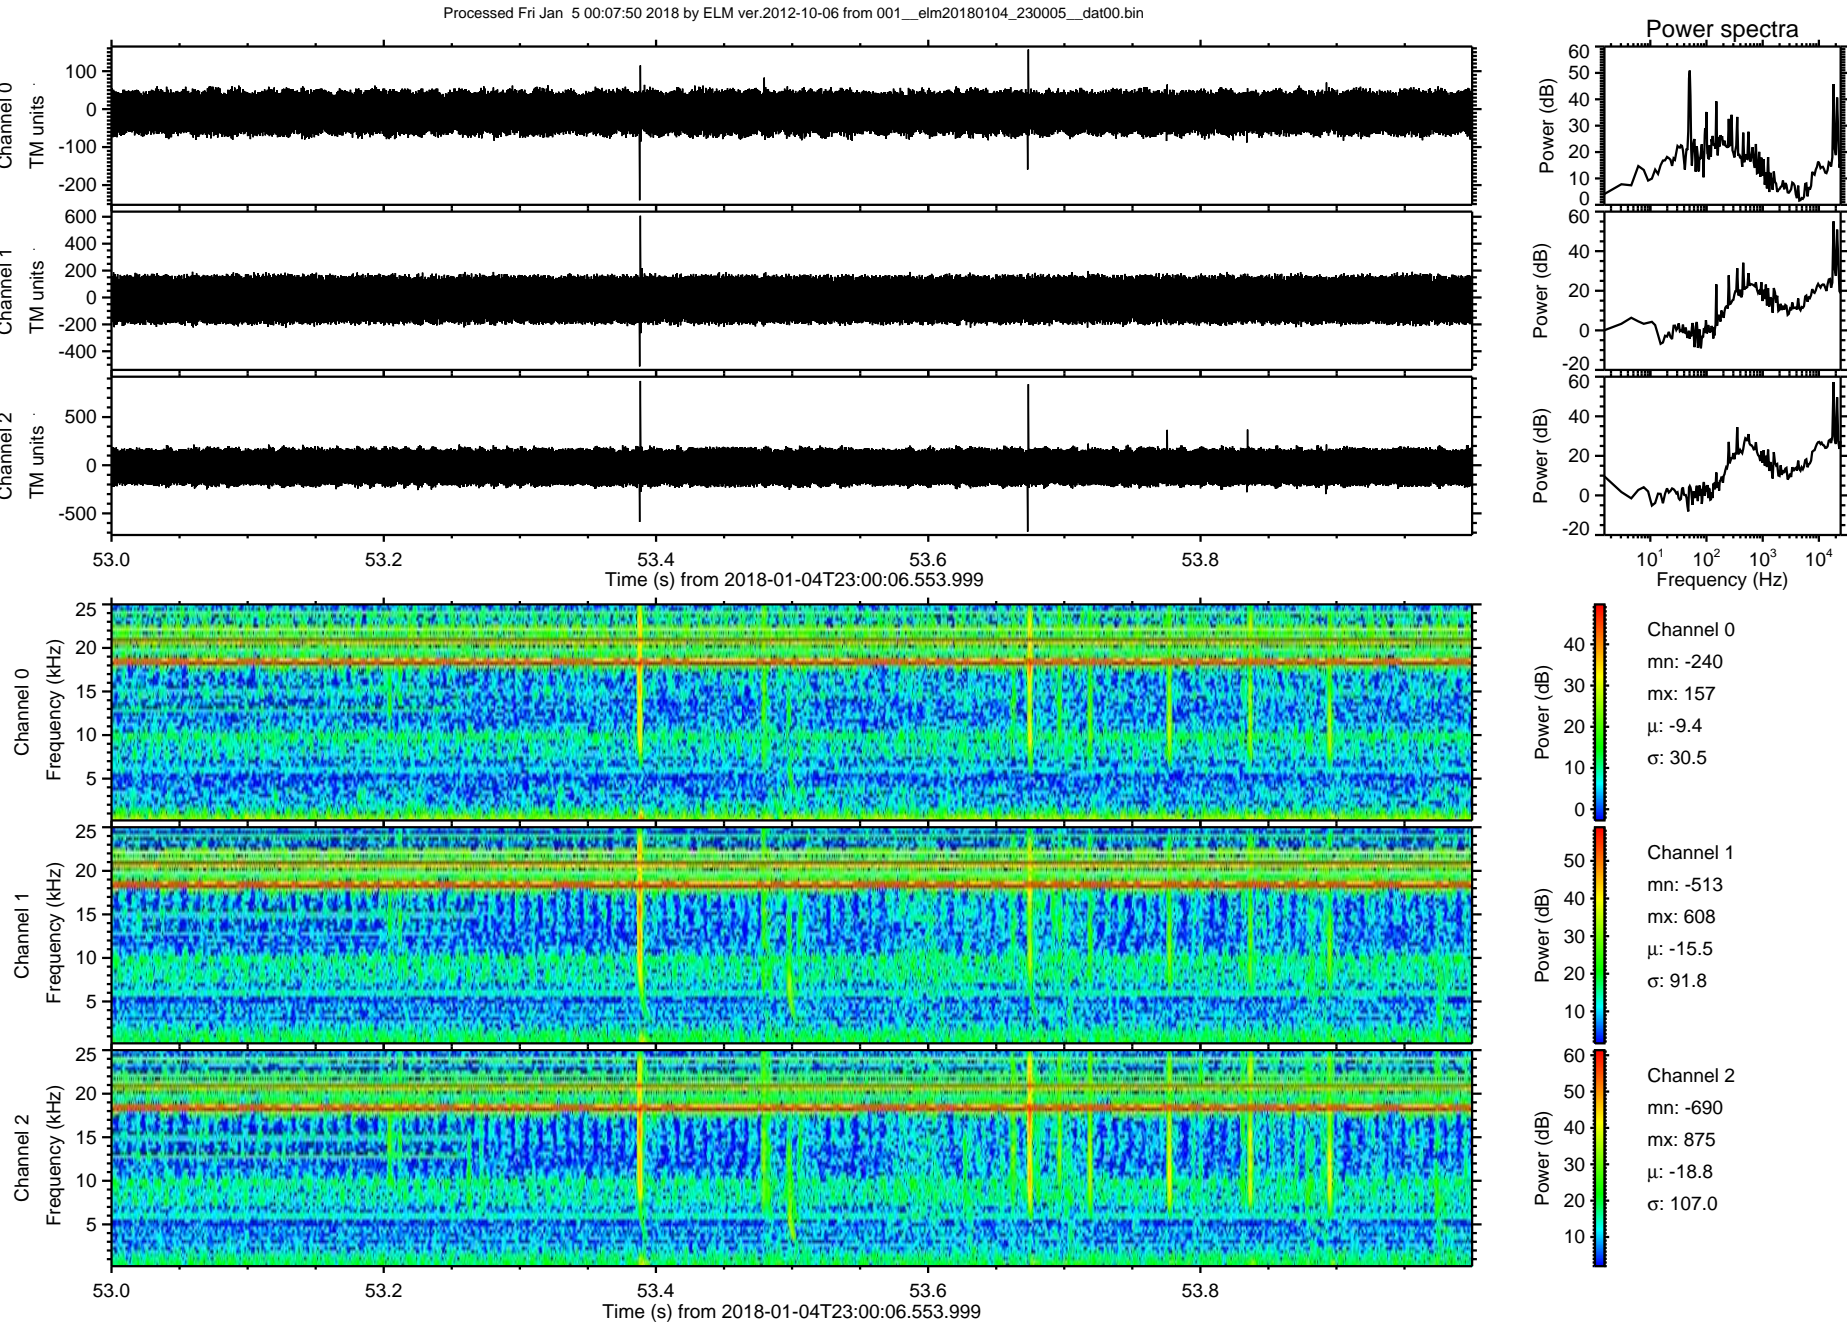 Processed Fri Jan  5 00:07:50 2018 by ELM ver.2012-10-06 from 001__elm20180104_230005__dat00.bin
Power spectra
Channel 0
TM units
100
0
-100
-200
Power (dB)
60
50
40
30
20
10
0
Channel 1
TM units
600
400
200
0
-200
-400
Power (dB)
60
40
20
0
-20
Channel 2
TM units
500
0
-500
Power (dB)
60
40
20
0
-20
53.0 53.2 53.4 53.6 53.8
Time (s) from 2018-01-04T23:00:06.553.999
10¹ 10² 10³ 10⁴
Frequency (Hz)
Channel 0
Frequency (kHz)
25
20
15
10
5
Power (dB)
40
30
20
10
0
Channel 0
mn: -240
mx: 157
μ: -9.4
σ: 30.5
Channel 1
Frequency (kHz)
25
20
15
10
5
Power (dB)
50
40
30
20
10
Channel 1
mn: -513
mx: 608
μ: -15.5
σ: 91.8
Channel 2
Frequency (kHz)
25
20
15
10
5
Power (dB)
60
50
40
30
20
10
Channel 2
mn: -690
mx: 875
μ: -18.8
σ: 107.0
53.0 53.2 53.4 53.6 53.8
Time (s) from 2018-01-04T23:00:06.553.999